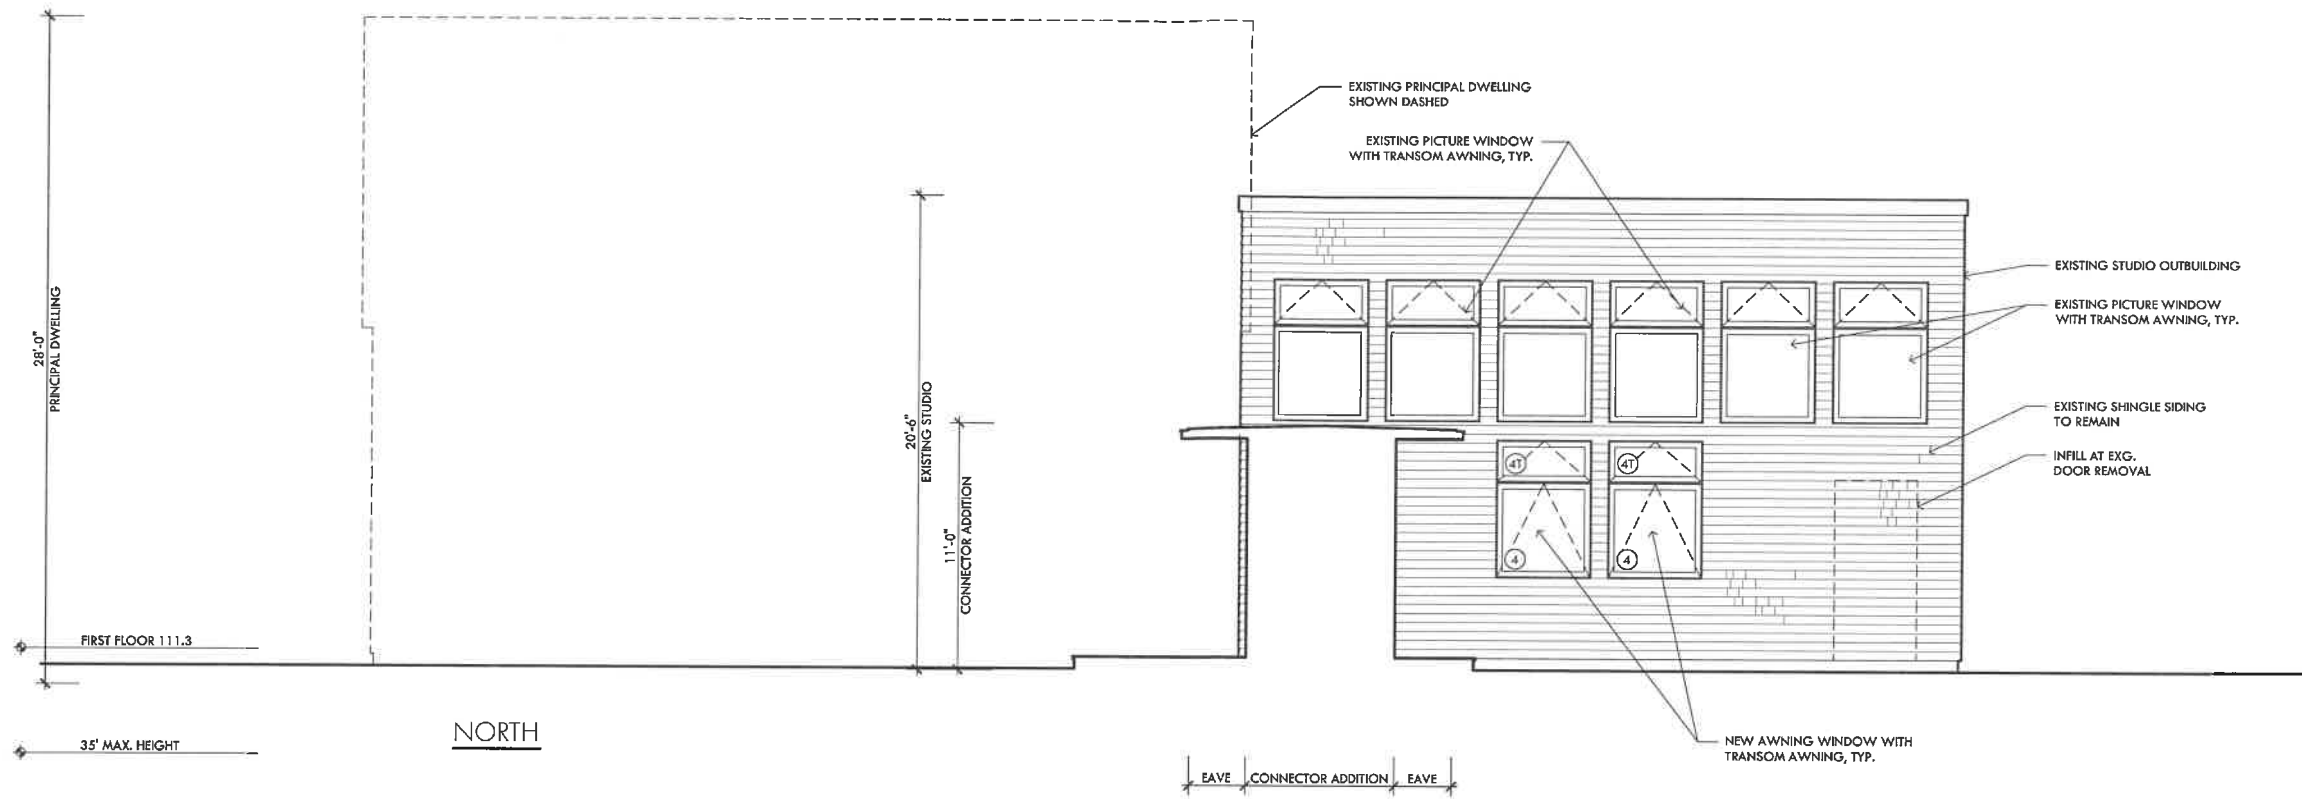 EXISTING PRINCIPAL DWELLING
SHOWN DASHED
EXISTING PICTURE WINDOW
WITH TRANSOM AWNING, TYP.
EXISTING STUDIO OUTBUILDING
EXISTING PICTURE WINDOW
WITH TRANSOM AWNING, TYP.
28'-0"
PRINCIPAL DWELLING
20'-6"
EXISTING STUDIO
11'-0"
CONNECTOR ADDITION
EXISTING SHINGLE SIDING
TO REMAIN
INFILL AT EXG.
DOOR REMOVAL
4T
4T
4
4
FIRST FLOOR 111.3
NORTH
35' MAX. HEIGHT
NEW AWNING WINDOW WITH
TRANSOM AWNING, TYP.
EAVE
CONNECTOR ADDITION
EAVE